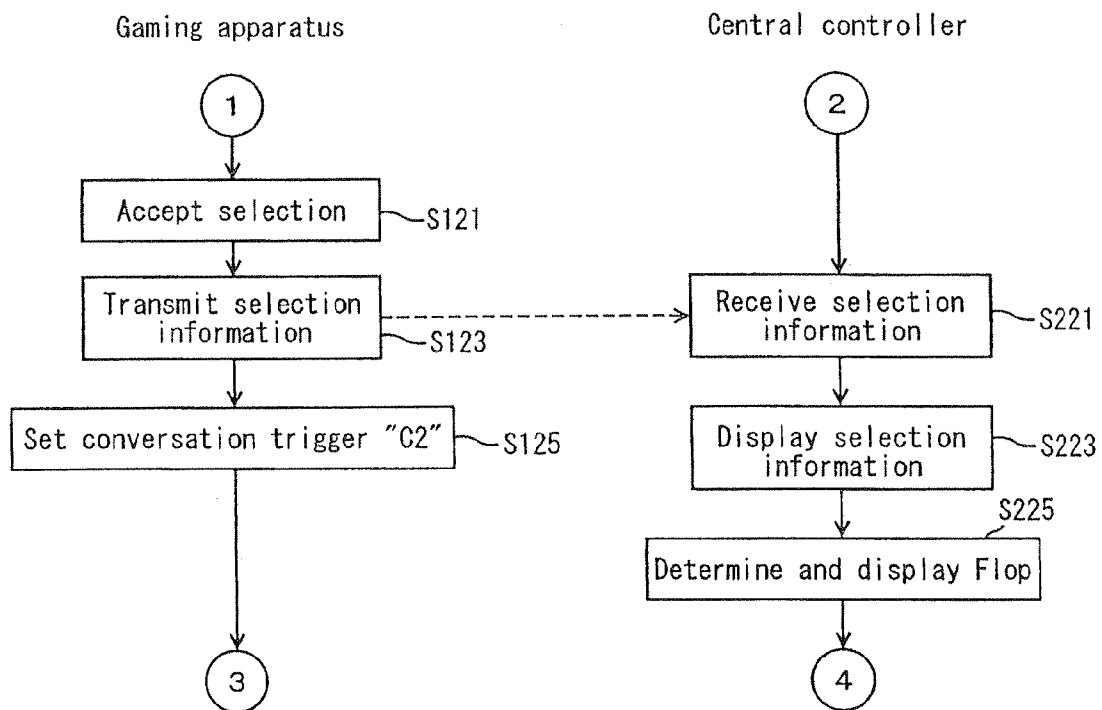 Gaming apparatus
Central controller
1
2
Accept selection
S121
Transmit selection
information
S123
Receive selection
information
S221
Set conversation trigger "C2"
S125
Display selection
information
S223
S225
Determine and display Flop
3
4